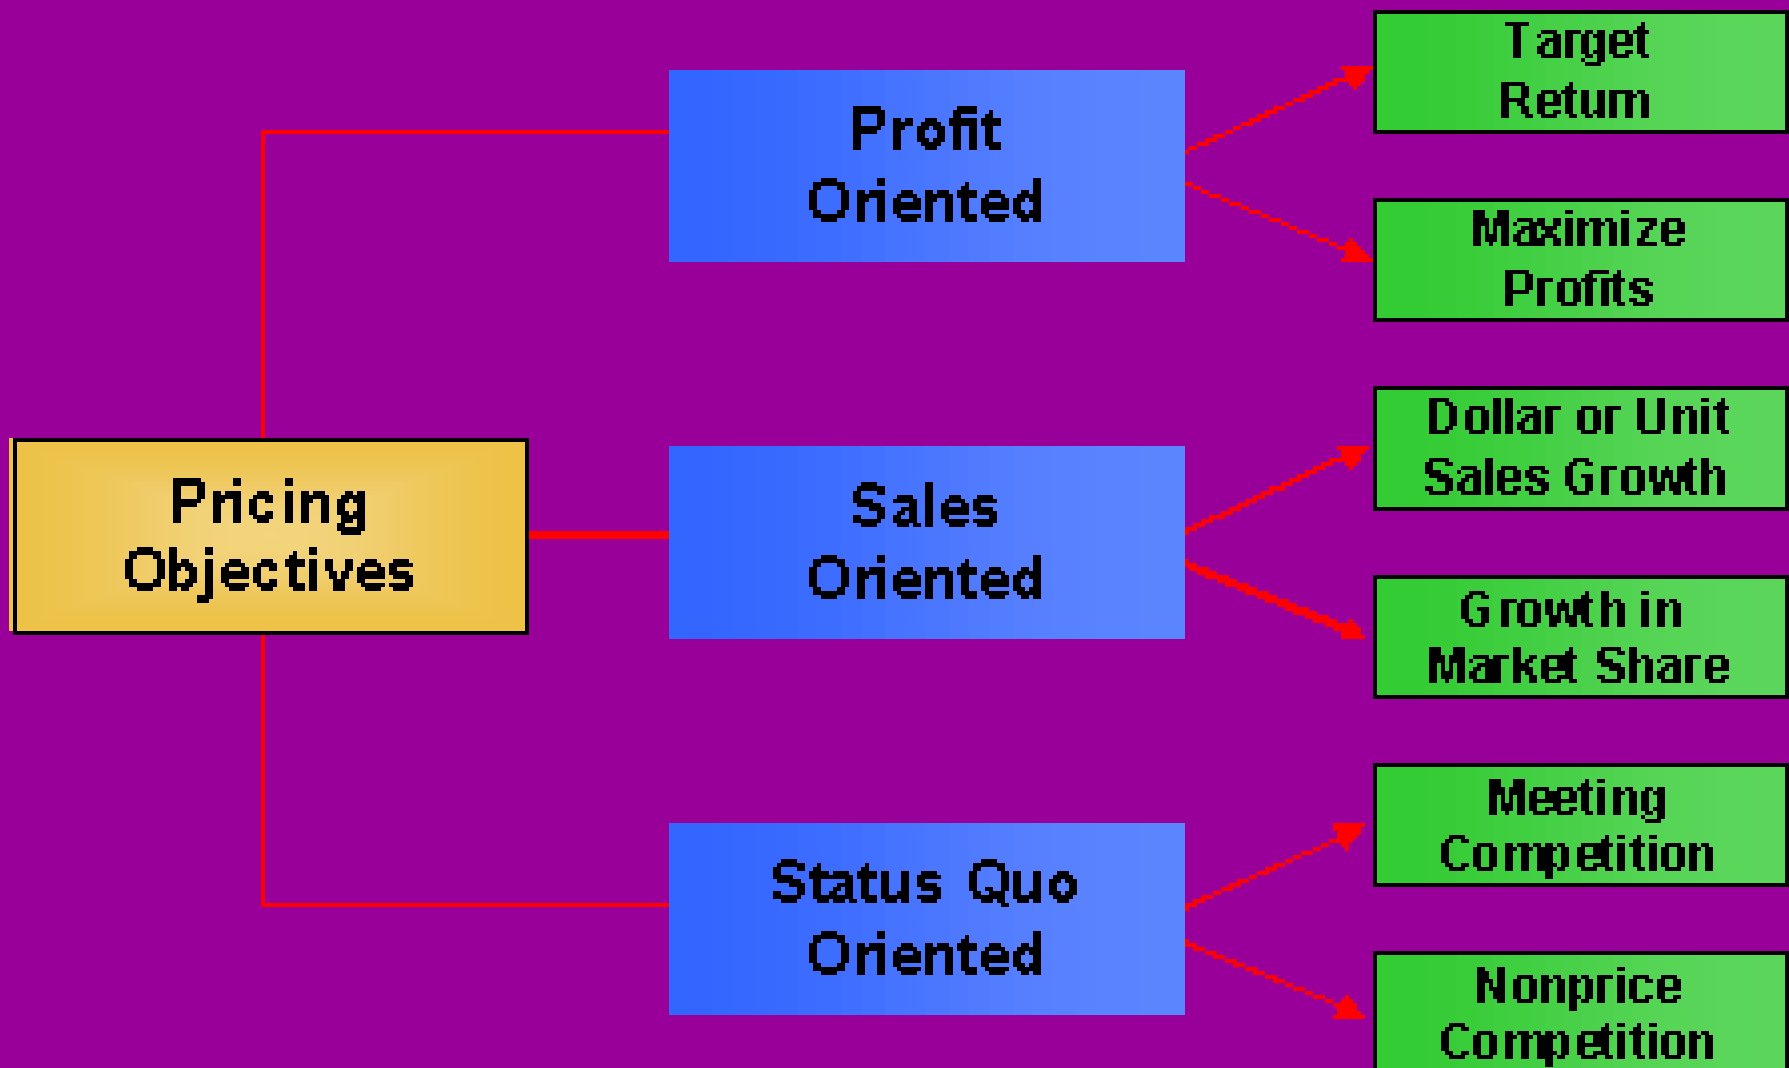 Pricing
Objectives
Profit
Oriented
Target
Return
Maximize
Profits
Sales
Oriented
Dollar or Unit
Sales Growth
Growth in
Market Share
Status Quo
Oriented
Meeting
Competition
Nonprice
Competition